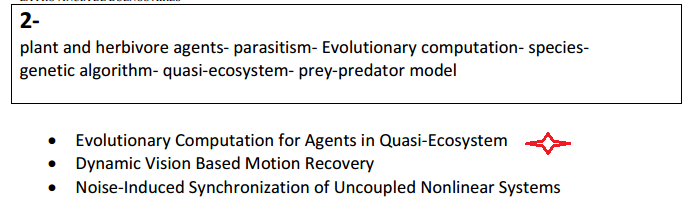 2-
plant and herbivore agents- parasitism- Evolutionary computation- species-
genetic algorithm- quasi-ecosystem- prey-predator model
• Evolutionary Computation for Agents in Quasi-Ecosystem
• Dynamic Vision Based Motion Recovery
• Noise-Induced Synchronization of Uncoupled Nonlinear Systems